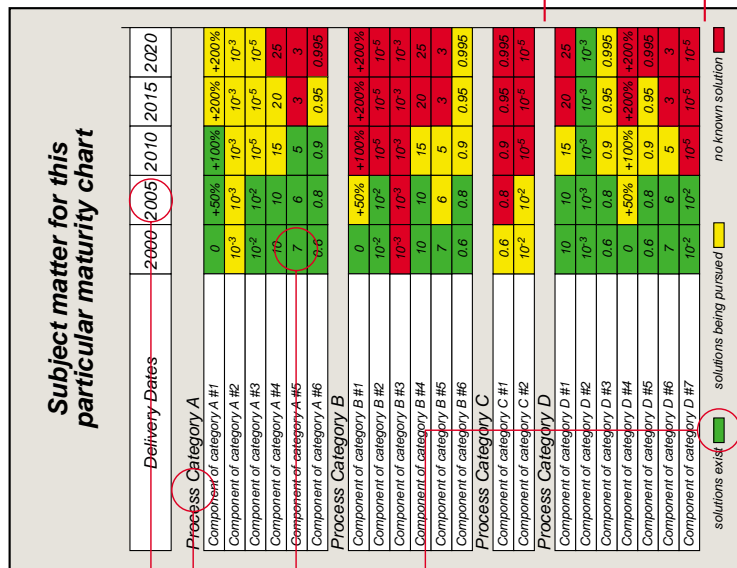 Subject matter for this
particular maturity chart
Delivery Dates 2000 2005 2010 2015 2020
Process Category A
Component of category A #1 0 +50% +100% +200% +200%
Component of category A #2 10-3 10-3 10-3 10-3 10-3
Component of category A #3 10-2 10-2 10-5 10-5 10-5
Component of category A #4 10 10 15 20 25
Component of category A #5 7 6 5 3 3
Component of category A #6 0.6 0.8 0.9 0.95 0.995
Process Category B
Component of category B #1 0 +50% +100% +200% +200%
Component of category B #2 10-2 10-2 10-5 10-5 10-5
Component of category B #3 10-3 10-3 10-3 10-3 10-3
Component of category B #4 10 10 15 20 25
Component of category B #5 7 6 5 3 3
Component of category B #6 0.6 0.8 0.9 0.95 0.995
Process Category C
Component of category C #1 0.6 0.8 0.9 0.95 0.995
Component of category C #2 10-2 10-2 10-5 10-5 10-5
Process Category D
Component of category D #1 10 10 15 20 25
Component of category D #2 10-3 10-3 10-3 10-3 10-2
Component of category D #3 0.6 0.8 0.9 0.95 0.995
Component of category D #4 0 +50% +100% +200% +200%
Component of category D #5 0.6 0.8 0.9 0.95 0.995
Component of category D #6 7 6 5 3 3
Component of category D #7 10-2 10-2 10-5 10-5 10-5
solutions exist solutions being pursued no known solution